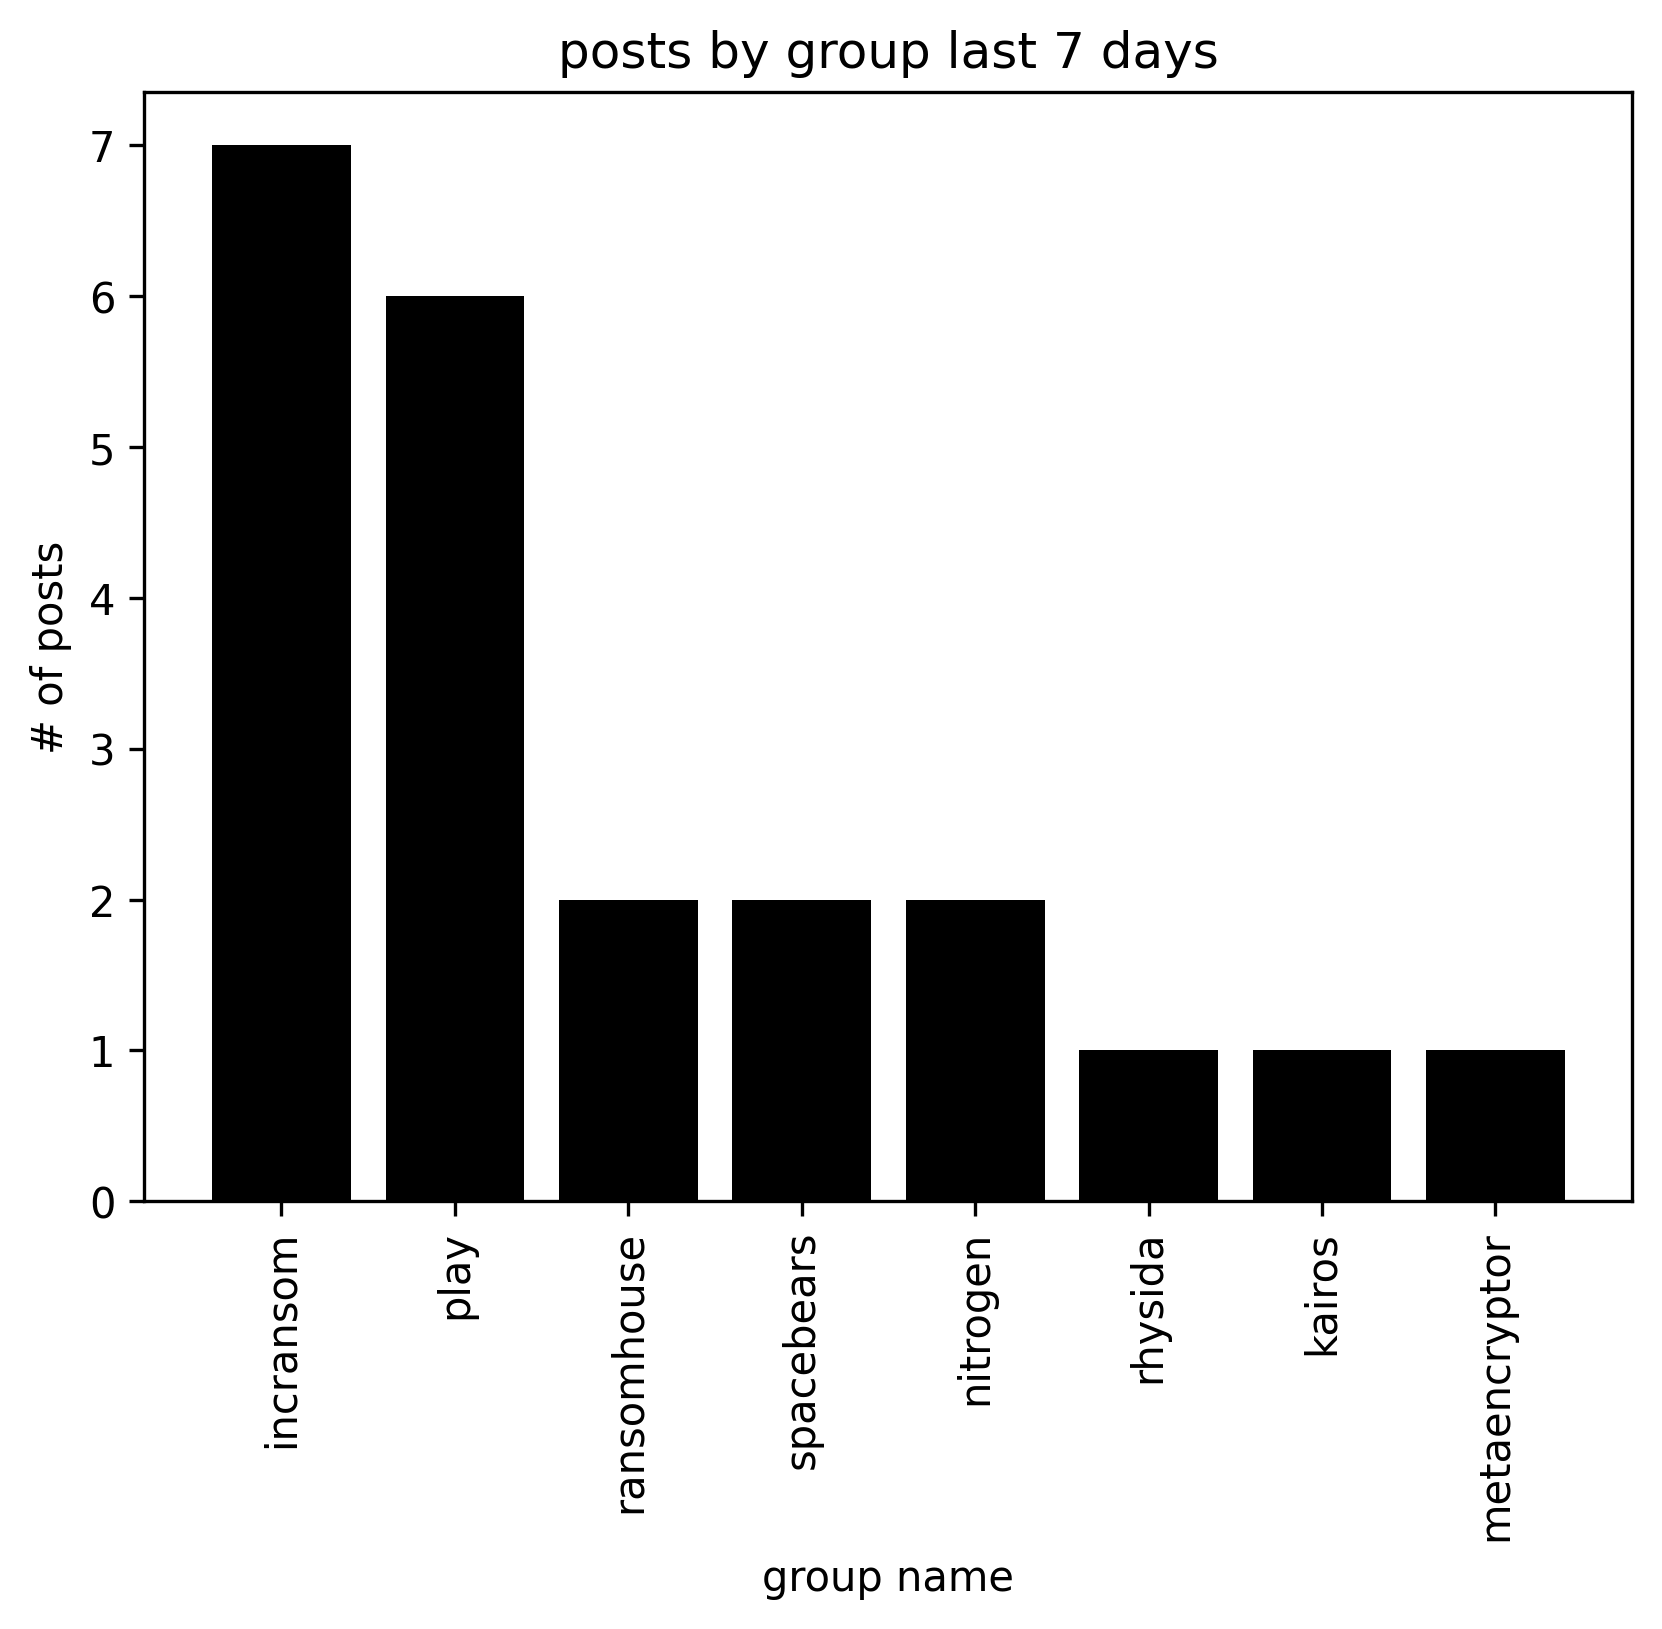 posts by group last 7 days
# of posts
7
6
5
4
3
2
1
0
incransom
play
ransomhouse
spacebears
nitrogen
rhysida
kairos
metaencryptor
group name